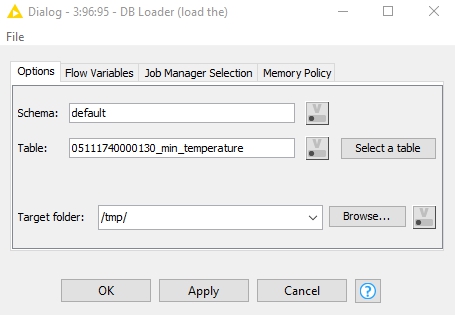 Dialog - 3:96:95 - DB Loader (load the)
File
Options Flow Variables Job Manager Selection Memory Policy
Schema: default V
Table: 05111740000130_min_temperature V Select a table
Target folder: /tmp/ Browse... V
OK Apply Cancel ?